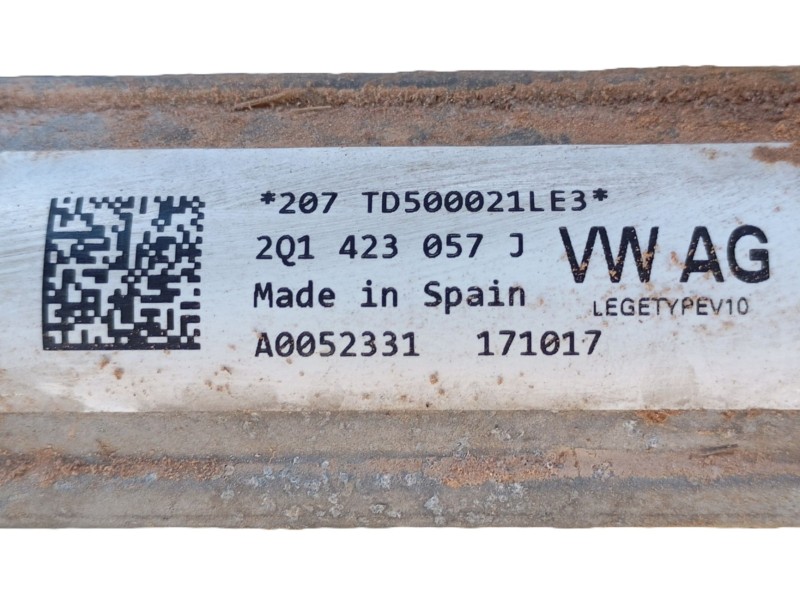 *207 TD500021LE3*
2Q1 423 057 J
Made in Spain
A0052331 171017
VW AG
LEGETYPEV10